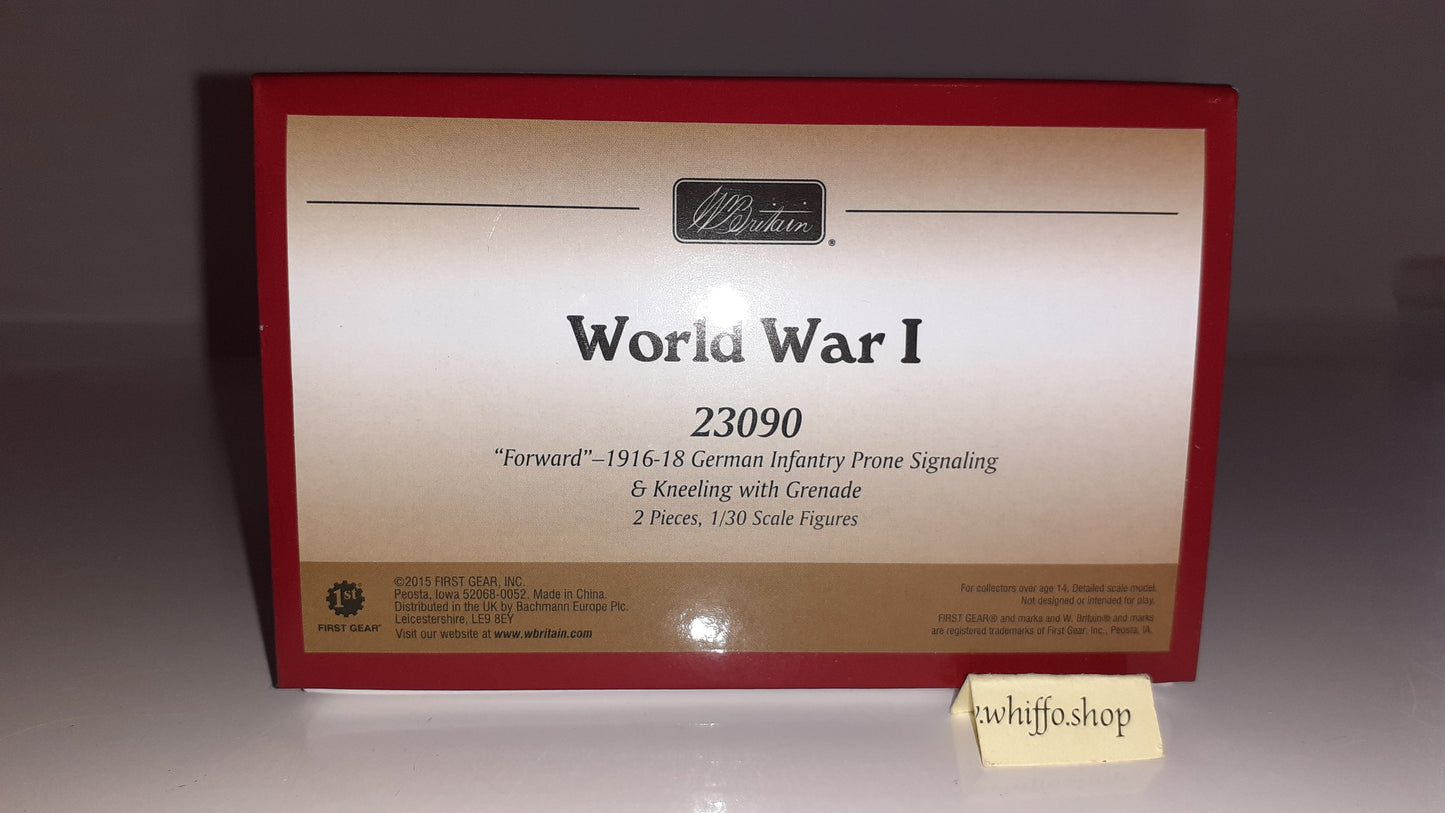 W Britain ®
World War I
23090
“Forward”–1916-18 German Infantry Prone Signaling
& Kneeling with Grenade
2 Pieces, 1/30 Scale Figures
1st
FIRST GEAR®
©2015 FIRST GEAR, INC.
Peosta, Iowa 52068-0052. Made in China.
Distributed in the UK by Bachmann Europe Plc.
Leicestershire, LE9 8EY
Visit our website at www.wbritain.com
For collectors over age 14. Detailed scale model.
Not designed or intended for play.
FIRST GEAR® and marks and W. Britain® and marks
are registered trademarks of First Gear, Inc., Peosta, IA.
.whiffo.shop